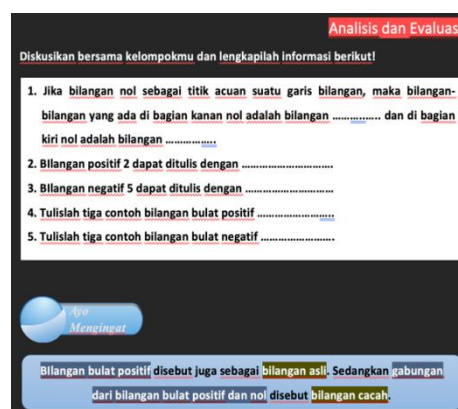 Analisis dan Evaluas
Diskusikan bersama kelompokmu dan lengkapilah informasi berikut!
1. Jika bilangan nol sebagai titik acuan suatu garis bilangan, maka bilangan-
bilangan yang ada di bagian kanan nol adalah bilangan ................ dan di bagian
kiri nol adalah bilangan ................
2. BIlangan positif 2 dapat ditulis dengan ..............................
3. BIlangan negatif 5 dapat ditulis dengan .............................
4. Tulislah tiga contoh bilangan bulat positif .........................
5. Tulislah tiga contoh bilangan bulat negatif ........................
Ayo
Mengingat
BIlangan bulat positif disebut juga sebagai bilangan asli. Sedangkan gabungan
dari bilangan bulat positif dan nol disebut bilangan cacah.